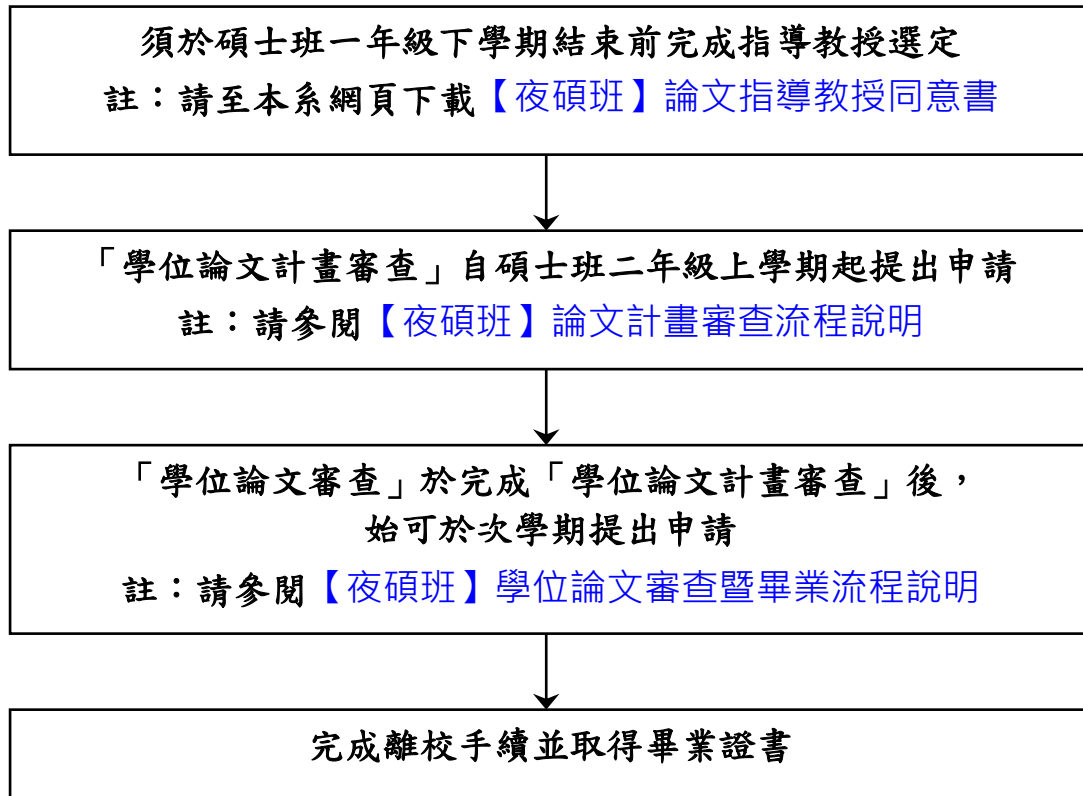 須於碩士班一年級下學期結束前完成指導教授選定
註：請至本系網頁下載【夜碩班】論文指導教授同意書
「學位論文計畫審查」自碩士班二年級上學期起提出申請
註：請參閱【夜碩班】論文計畫審查流程說明
「學位論文審查」於完成「學位論文計畫審查」後，
始可於次學期提出申請
註：請參閱【夜碩班】學位論文審查暨畢業流程說明
完成離校手續並取得畢業證書